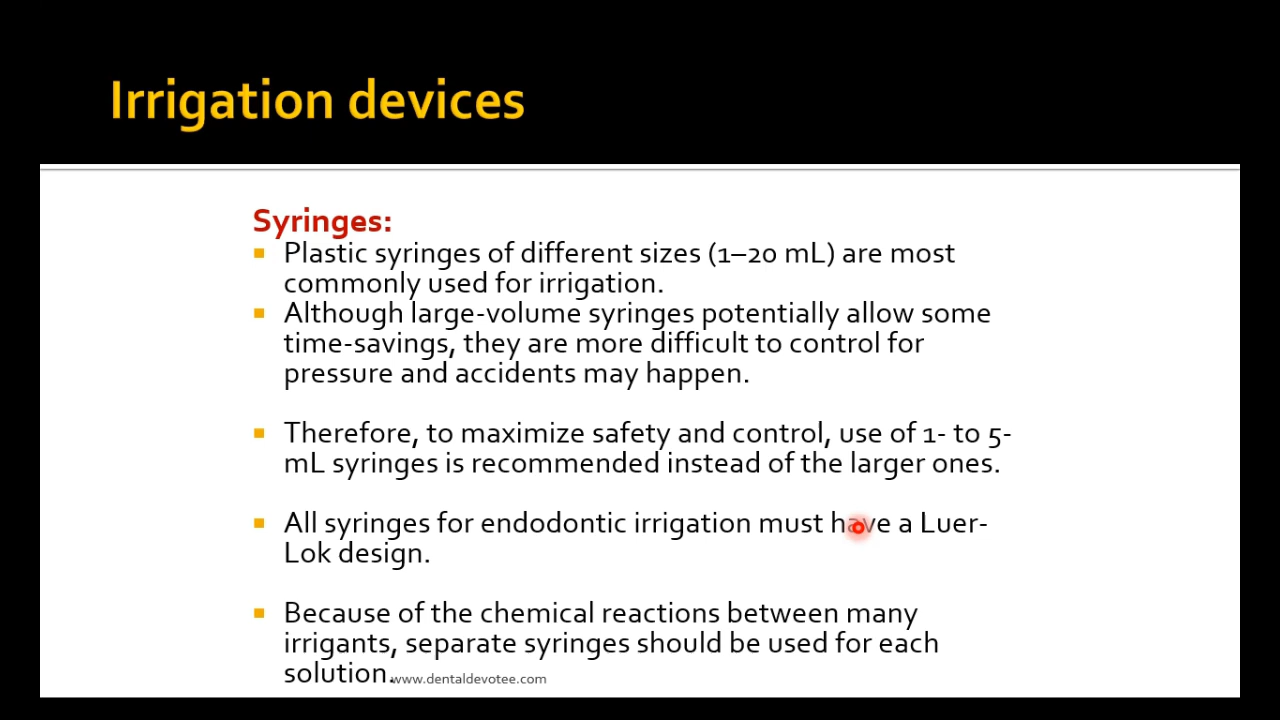 Irrigation devices
Syringes:
Plastic syringes of different sizes (1–20 mL) are most
commonly used for irrigation.
Although large-volume syringes potentially allow some
time-savings, they are more difficult to control for
pressure and accidents may happen.
Therefore, to maximize safety and control, use of 1- to 5-
mL syringes is recommended instead of the larger ones.
All syringes for endodontic irrigation must have a Luer-
Lok design.
Because of the chemical reactions between many
irrigants, separate syringes should be used for each
solution.
www.dentaldevotee.com